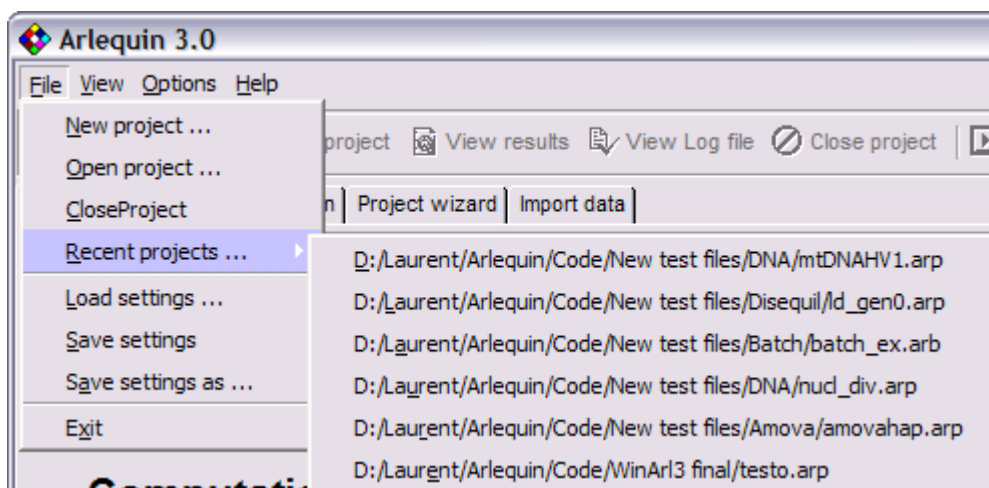 Arlequin 3.0
File View Options Help
New project ...
project View results View Log file Close project
Open project ...
CloseProject
Project wizard Import data
Recent projects ...
D:/Laurent/Arlequin/Code/New test files/DNA/mtDNAHV1.arp
Load settings ...
D:/Laurent/Arlequin/Code/New test files/Disequil/ld_gen0.arp
Save settings
D:/Laurent/Arlequin/Code/New test files/Batch/batch_ex.arb
Save settings as ...
D:/Laurent/Arlequin/Code/New test files/DNA/nucl_div.arp
Exit
D:/Laurent/Arlequin/Code/New test files/Amova/amovahap.arp
D:/Laurent/Arlequin/Code/WinArl3 final/testo.arp